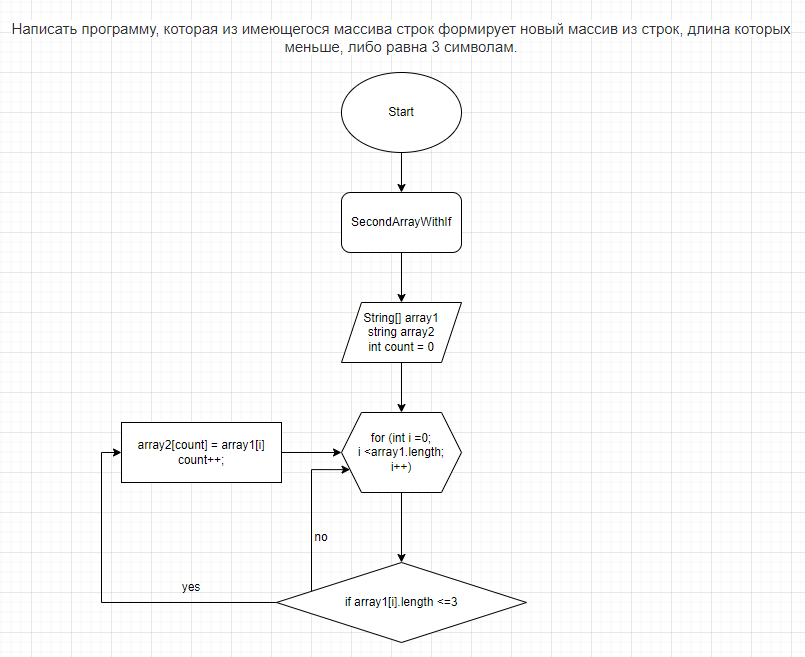 Написать программу, которая из имеющегося массива строк формирует новый массив из строк, длина которых
меньше, либо равна 3 символам.
Start
SecondArrayWithIf
String[] array1
string array2
int count = 0
for (int i =0;
i <array1.length;
i++)
array2[count] = array1[i]
count++;
no
yes
if array1[i].length <=3